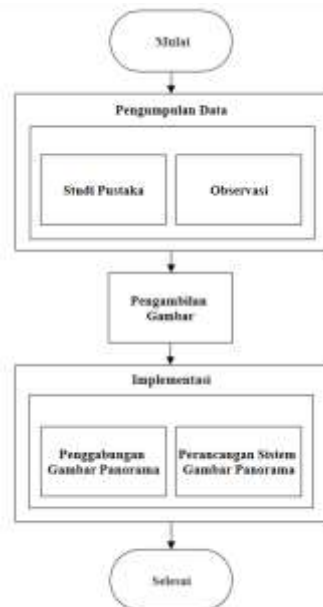 Mulai
Pengumpulan Data
Studi Pustaka
Observasi
Pengambilan
Gambar
Implementasi
Penggabungan
Gambar Panorama
Perancangan Sistem
Gambar Panorama
Selesai